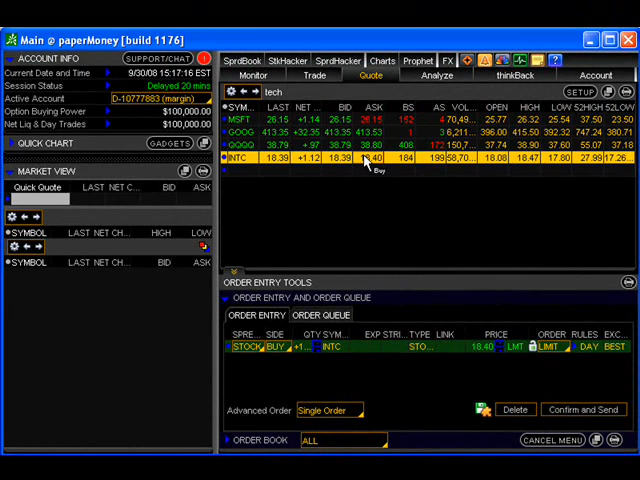 Main @ paperMoney [build 1176]
ACCOUNT INFO SUPPORT/CHAT !
Current Date and Time 9/30/08 15:17:16 EST
Session Status Delayed 20 mins
Active Account D-10777883 (margin)
Option Buying Power $100,000.00
Net Liq & Day Trades $100,000.00
QUICK CHART GADGETS
MARKET VIEW
Quick Quote LAST NET CH... BID ASK
SYMBOL LAST NET CH... HIGH LOW
SYMBOL LAST NET CH... BID ASK
SprdBook StkHacker SprdHacker Charts Prophet FX
Monitor Trade Quote Analyze thinkBack Account
tech SETUP
SYM... LAST NET ... BID ASK BS AS VOL... OPEN HIGH LOW 52HIGH 52LOW
MSFT 26.15 +1.14 26.15 26.15 152 4 70,49... 25.77 26.32 25.54 37.50 23.50
GOOG 413.35 +32.35 413.35 413.53 1 3 6,211... 396.00 415.50 392.32 747.24 380.71
QQQQ 38.79 +.97 38.79 38.80 408 172 150,7... 37.74 38.90 37.60 55.07 37.18
INTC 18.39 +1.12 18.39 18.40 184 199 58,70... 18.08 18.47 17.80 27.99 17.26...
Buy
ORDER ENTRY TOOLS
ORDER ENTRY AND ORDER QUEUE
ORDER ENTRY ORDER QUEUE
SPRE... SIDE QTY SYM... EXP STRI... TYPE LINK PRICE ORDER RULES EXC...
STOCK BUY +1... INTC STO... 18.40 LMT LIMIT DAY BEST
Advanced Order Single Order Delete Confirm and Send
ORDER BOOK ALL CANCEL MENU